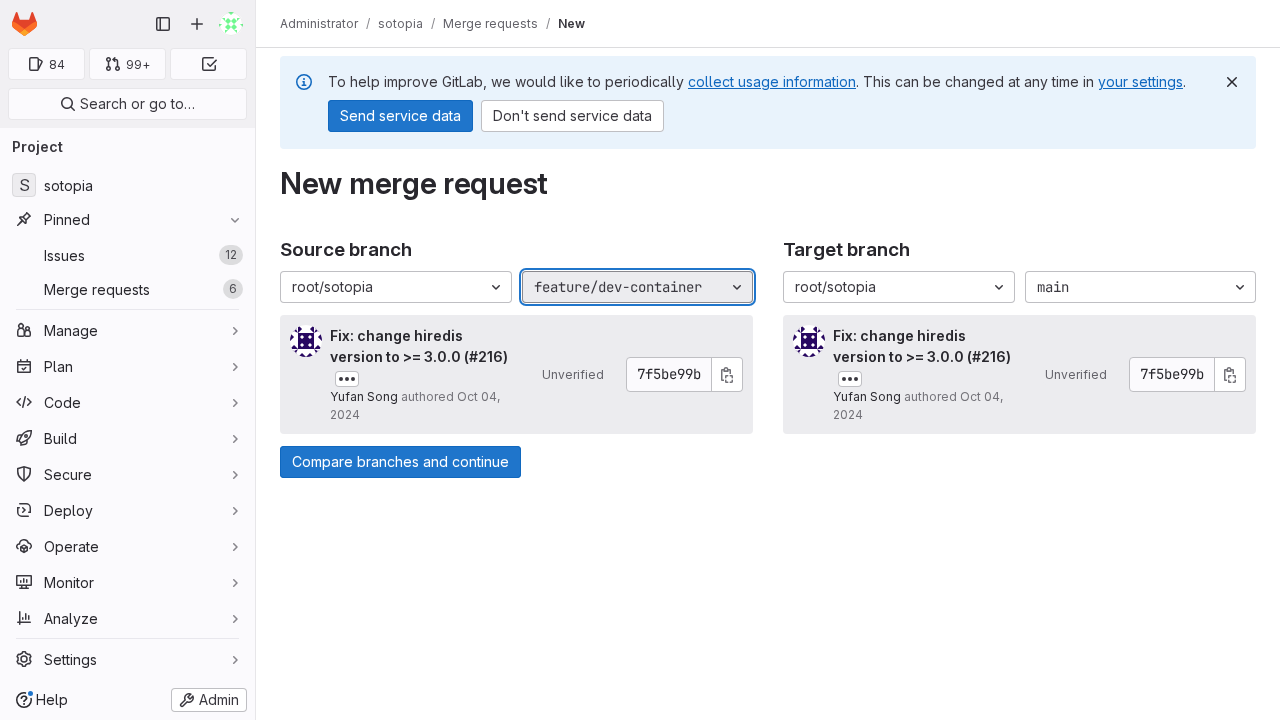 Administrator / sotopia / Merge requests / New
84
99+
Search or go to…
Project
S sotopia
Pinned
Issues 12
Merge requests 6
Manage
Plan
Code
Build
Secure
Deploy
Operate
Monitor
Analyze
Settings
Help
Admin
To help improve GitLab, we would like to periodically collect usage information. This can be changed at any time in your settings.
Send service data
Don't send service data
New merge request
Source branch
root/sotopia
feature/dev-container
Fix: change hiredis
version to >= 3.0.0 (#216)
Yufan Song authored Oct 04,
2024
Unverified
7f5be99b
Target branch
root/sotopia
main
Fix: change hiredis
version to >= 3.0.0 (#216)
Yufan Song authored Oct 04,
2024
Unverified
7f5be99b
Compare branches and continue